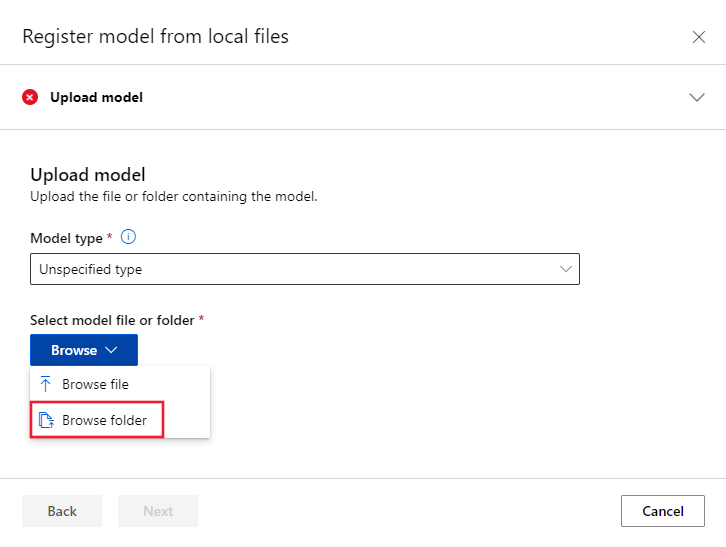 Register model from local files
Upload model
Upload model
Upload the file or folder containing the model.
Model type *
Unspecified type
Select model file or folder *
Browse
Browse file
Browse folder
Back
Next
Cancel